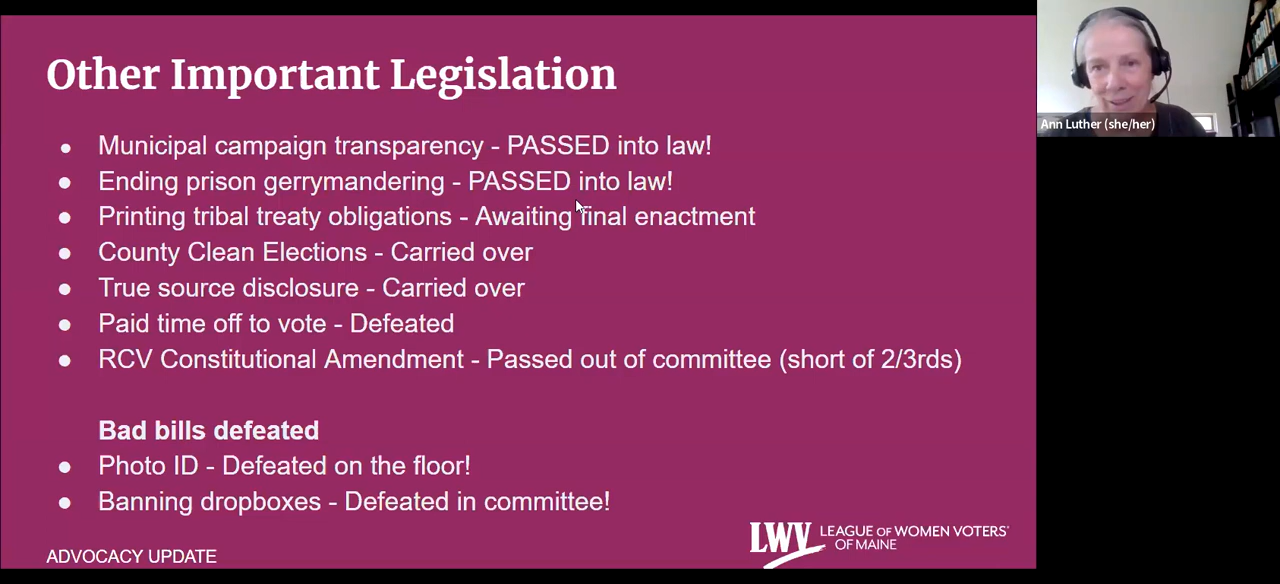 Other Important Legislation
● Municipal campaign transparency - PASSED into law!
● Ending prison gerrymandering - PASSED into law!
● Printing tribal treaty obligations - Awaiting final enactment
● County Clean Elections - Carried over
● True source disclosure - Carried over
● Paid time off to vote - Defeated
● RCV Constitutional Amendment - Passed out of committee (short of 2/3rds)
Bad bills defeated
● Photo ID - Defeated on the floor!
● Banning dropboxes - Defeated in committee!
ADVOCACY UPDATE
LWV LEAGUE OF WOMEN VOTERS®
OF MAINE
Ann Luther (she/her)